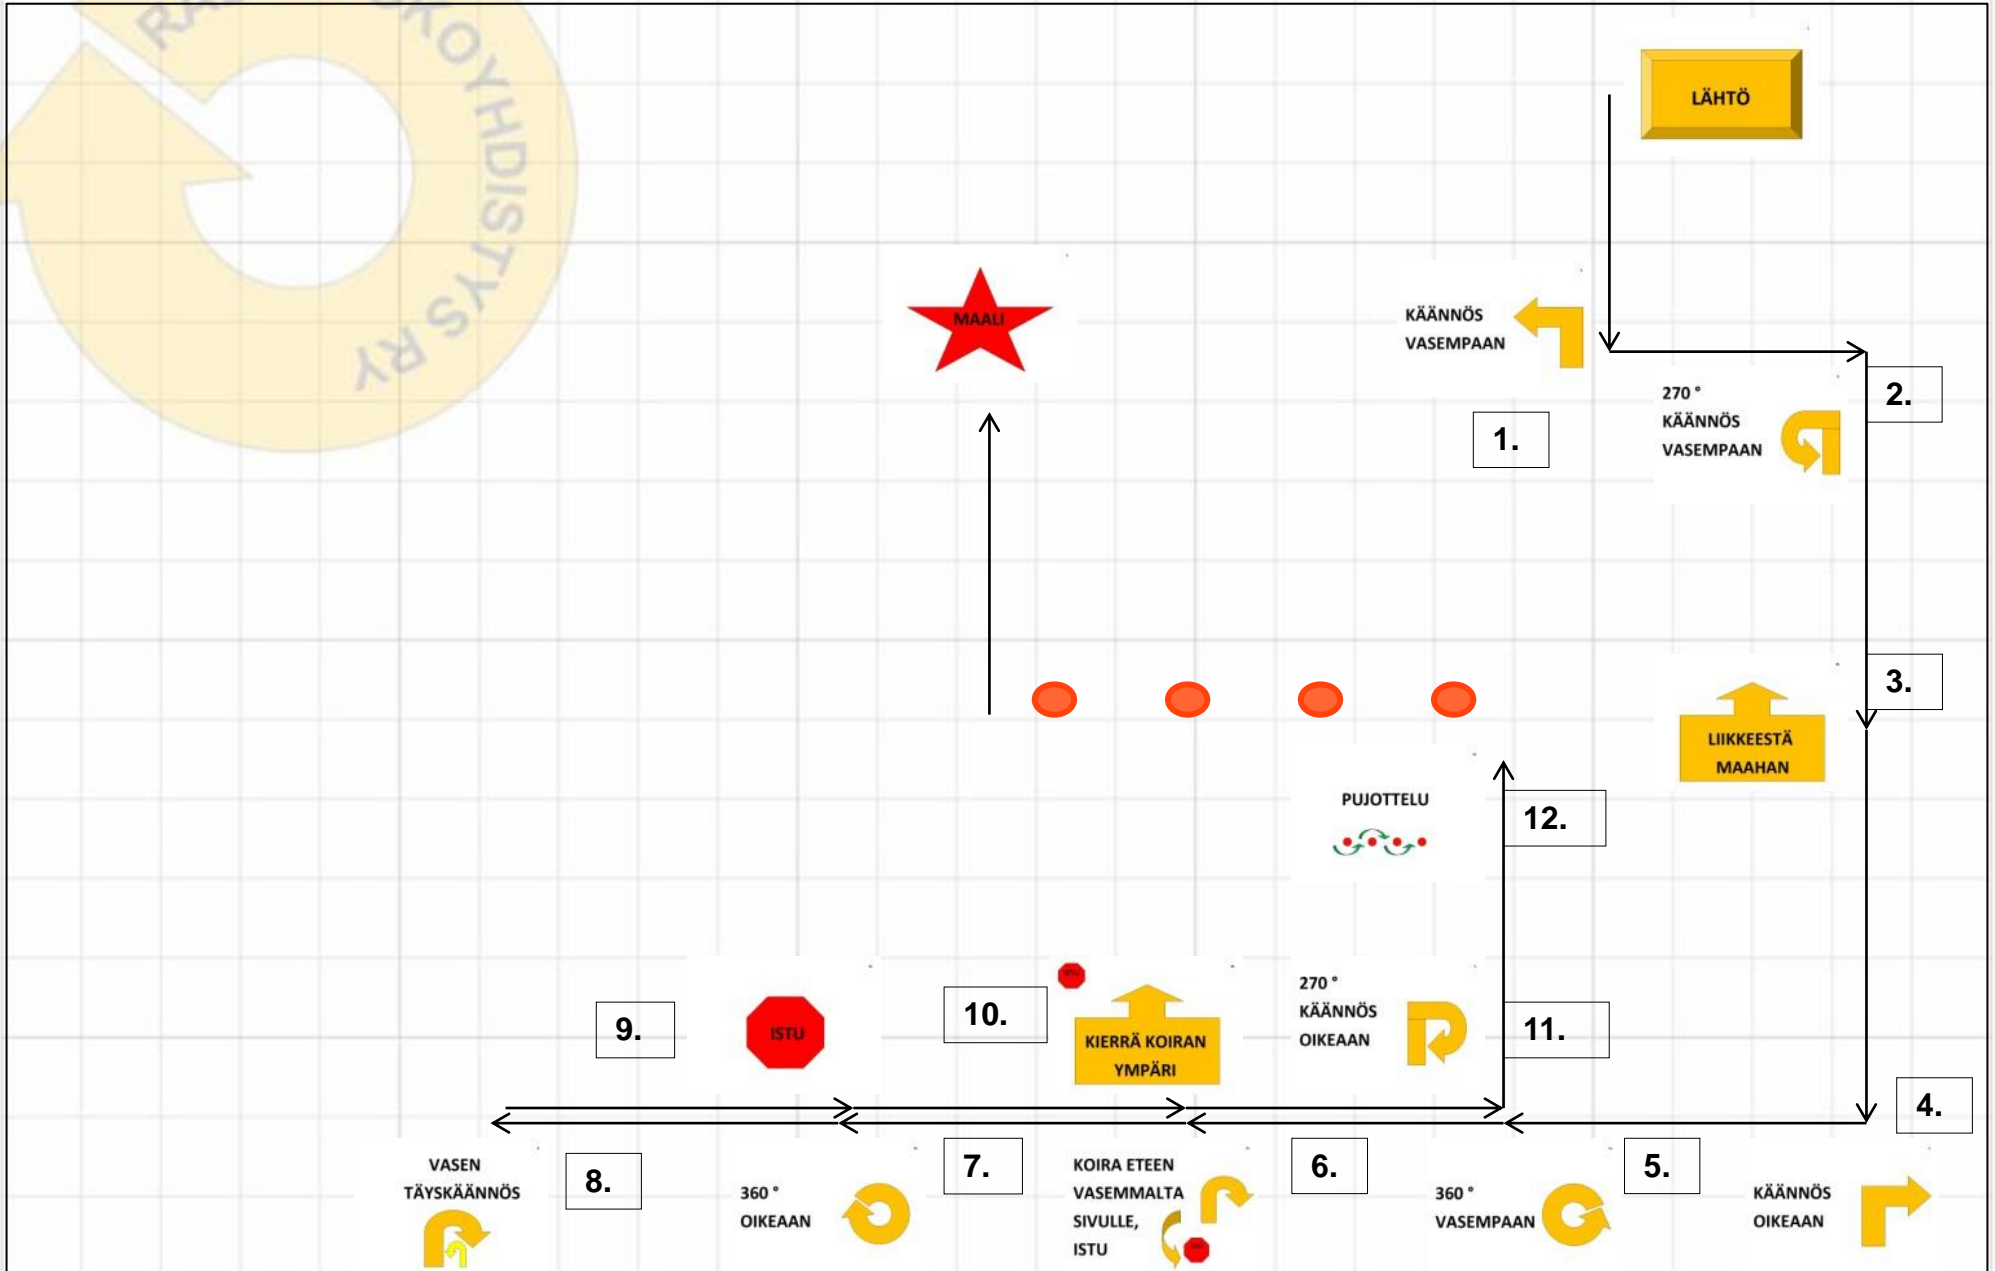 KOYHDISTYS RY
LÄHTÖ
MAALI
KÄÄNNÖS
VASEMPAAN
1.
270 °
KÄÄNNÖS
VASEMPAAN
2.
3.
LIIKKEESTÄ
MAAHAN
PUJOTTELU
12.
9.
ISTU
10.
KIERRÄ KOIRAN
YMPÄRI
270 °
KÄÄNNÖS
OIKEAAN
11.
4.
VASEN
TÄYSKÄÄNNÖS
8.
360 °
OIKEAAN
7.
KOIRA ETEEN
VASEMMALTA
SIVULLE,
ISTU
6.
360 °
VASEMPAAN
5.
KÄÄNNÖS
OIKEAAN